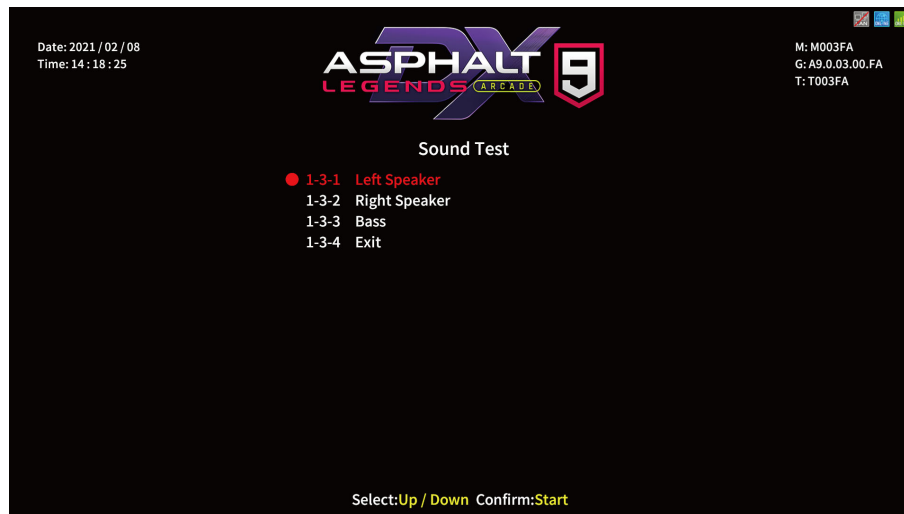 Date: 2021 / 02 / 08
Time: 14 : 18 : 25
DX
ASPHALT 9
LEGENDS ARCADE
M: M003FA
G: A9.0.03.00.FA
T: T003FA
Sound Test
1-3-1 Left Speaker
1-3-2 Right Speaker
1-3-3 Bass
1-3-4 Exit
Select:Up / Down Confirm:Start